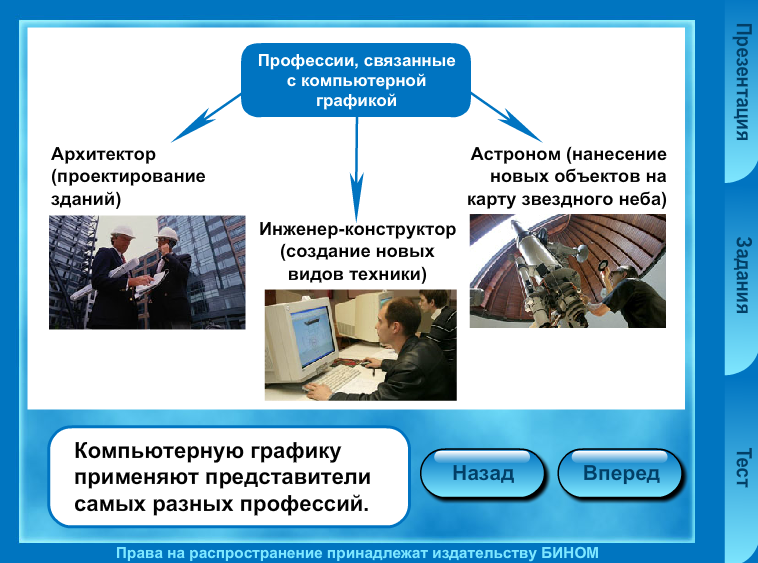 Профессии, связанные
с компьютерной
графикой
Архитектор
(проектирование
зданий)
Инженер-конструктор
(создание новых
видов техники)
Астроном (нанесение
новых объектов на
карту звездного неба)
Компьютерную графику
применяют представители
самых разных профессий.
Назад
Вперед
Презентация
Задания
Тест
Права на распространение принадлежат издательству БИНОМ